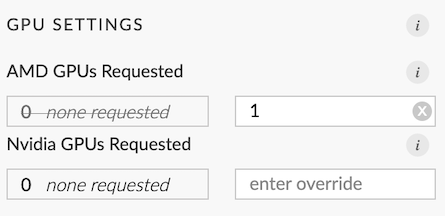 GPU SETTINGS i
AMD GPUs Requested i
0 none requested 1 X
Nvidia GPUs Requested i
0 none requested enter override